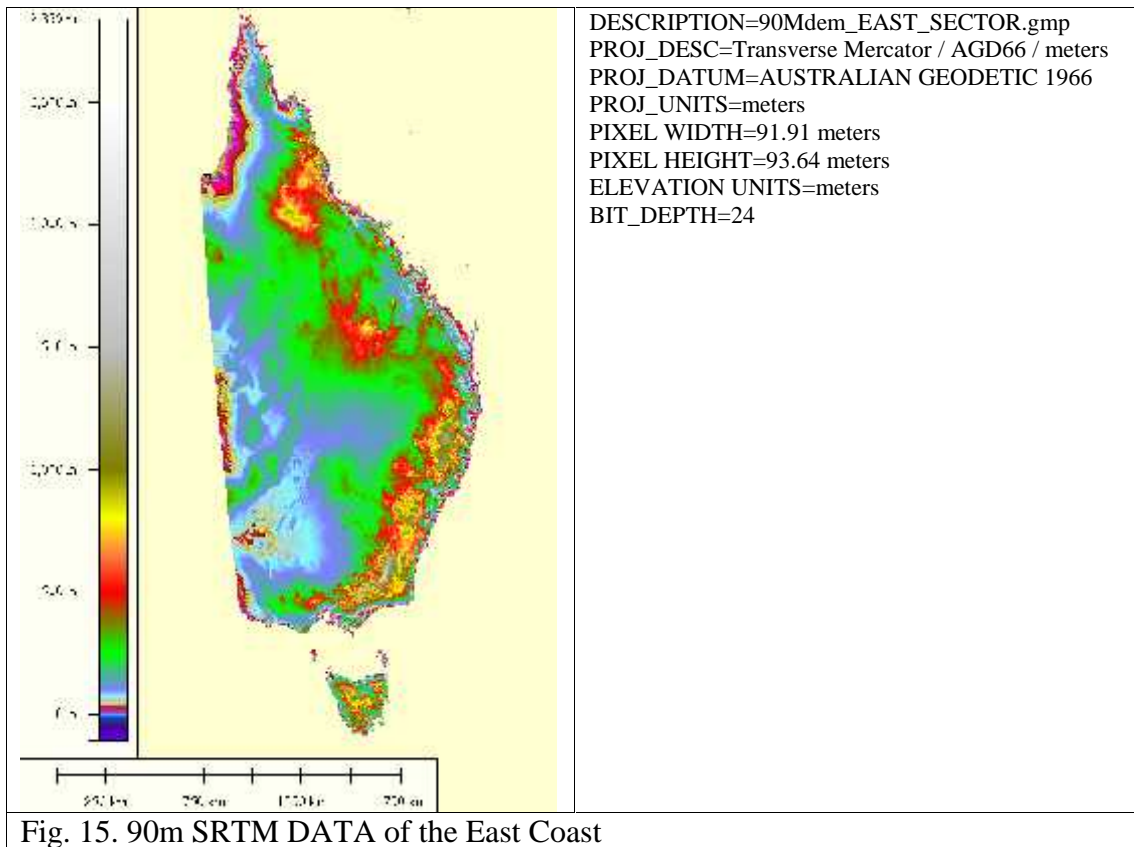 DESCRIPTION=90Mdem_EAST_SECTOR.gmp
PROJ_DESC=Transverse Mercator / AGD66 / meters
PROJ_DATUM=AUSTRALIAN GEODETIC 1966
PROJ_UNITS=meters
PIXEL WIDTH=91.91 meters
PIXEL HEIGHT=93.64 meters
ELEVATION UNITS=meters
BIT_DEPTH=24
Fig. 15. 90m SRTM DATA of the East Coast